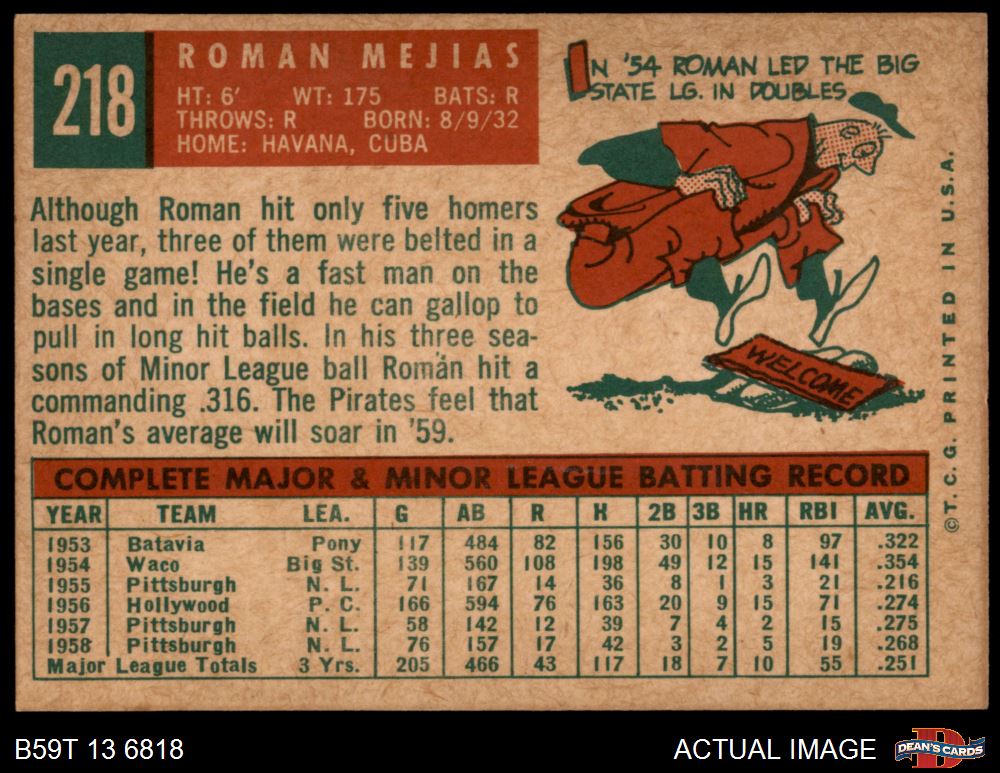 218
ROMAN MEJIAS
HT: 6' WT: 175 BATS: R
THROWS: R BORN: 8/9/32
HOME: HAVANA, CUBA
IN '54 ROMAN LED THE BIG
STATE LG. IN DOUBLES
WELCOME
Although Roman hit only five homers
last year, three of them were belted in a
single game! He's a fast man on the
bases and in the field he can gallop to
pull in long hit balls. In his three sea-
sons of Minor League ball Roman hit a
commanding .316. The Pirates feel that
Roman's average will soar in '59.
COMPLETE MAJOR & MINOR LEAGUE BATTING RECORD
YEAR TEAM LEA. G AB R H 2B 3B HR RBI AVG.
1953 Batavia Pony 117 484 82 156 30 10 8 97 .322
1954 Waco Big St. 139 560 108 198 49 12 15 141 .354
1955 Pittsburgh N. L. 71 167 14 36 8 1 3 21 .216
1956 Hollywood P. C. 166 594 76 163 20 9 15 71 .274
1957 Pittsburgh N. L. 58 142 12 39 7 4 2 15 .275
1958 Pittsburgh N. L. 76 157 17 42 3 2 5 19 .268
Major League Totals 3 Yrs. 205 466 43 117 18 7 10 55 .251
©T. C. G. PRINTED IN U.S.A.
B59T 13 6818
ACTUAL IMAGE
D
DEAN'S CARDS